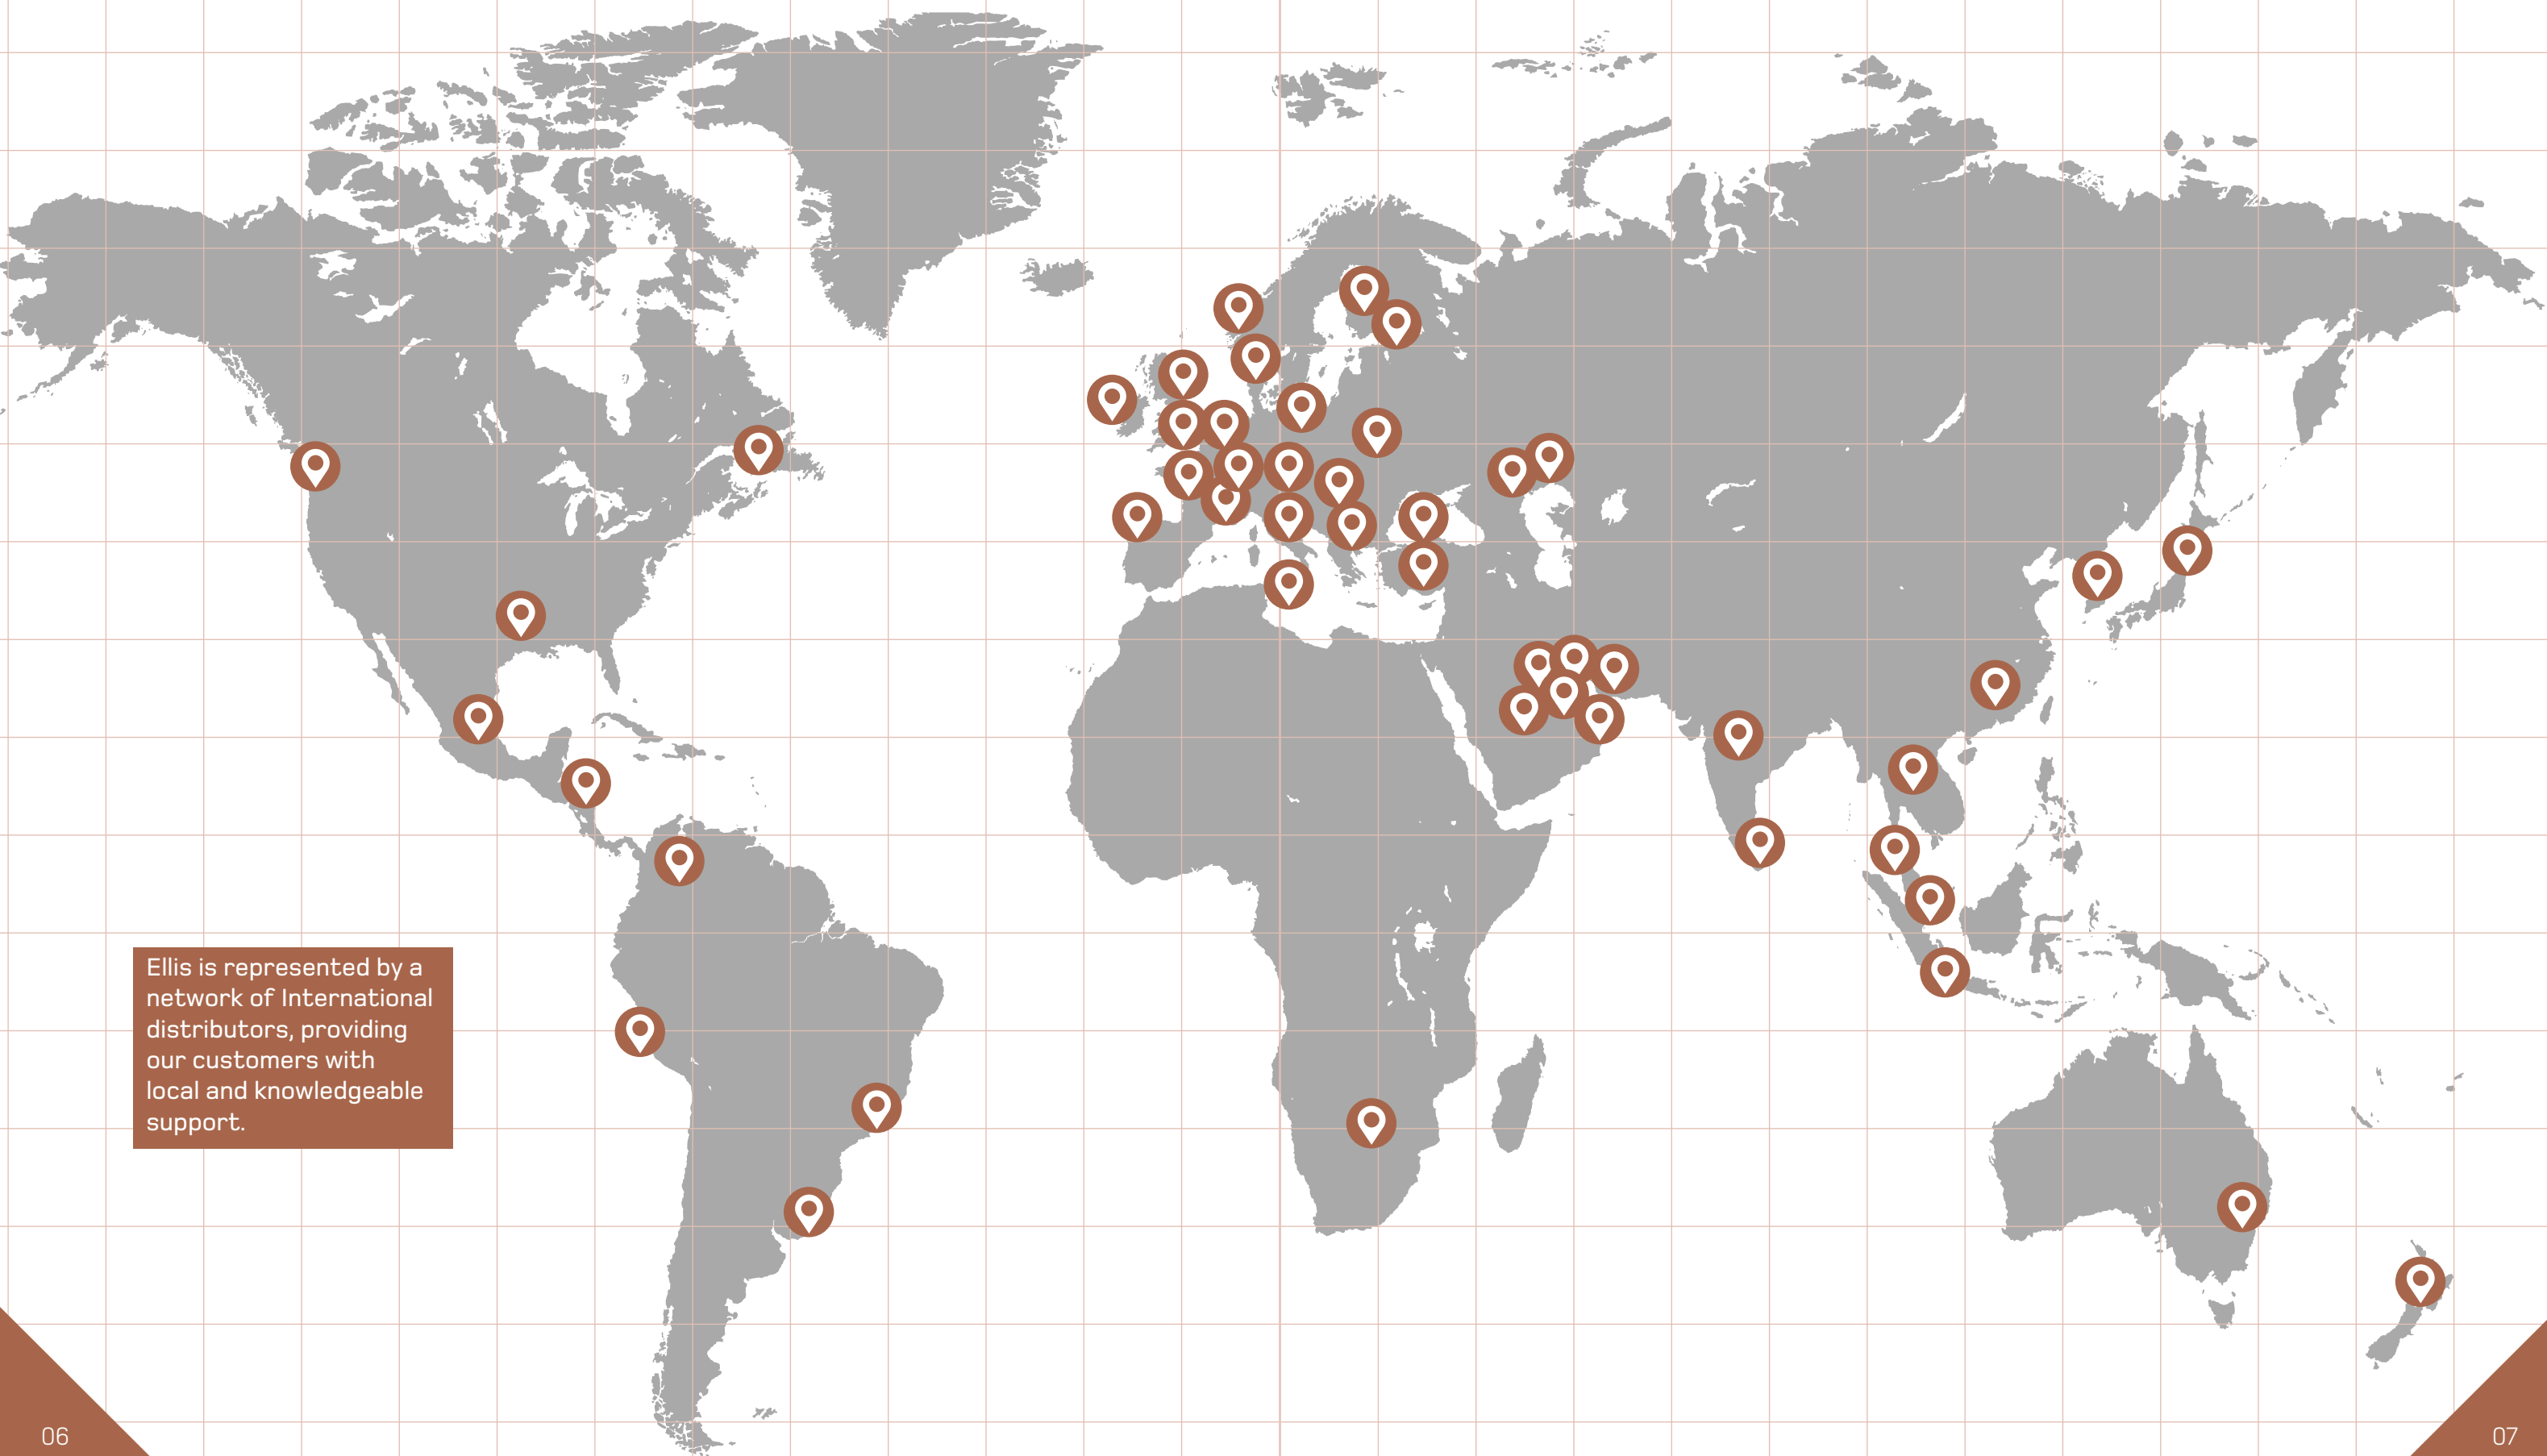 Ellis is represented by a
network of International
distributors, providing
our customers with
local and knowledgeable
support.
06
07